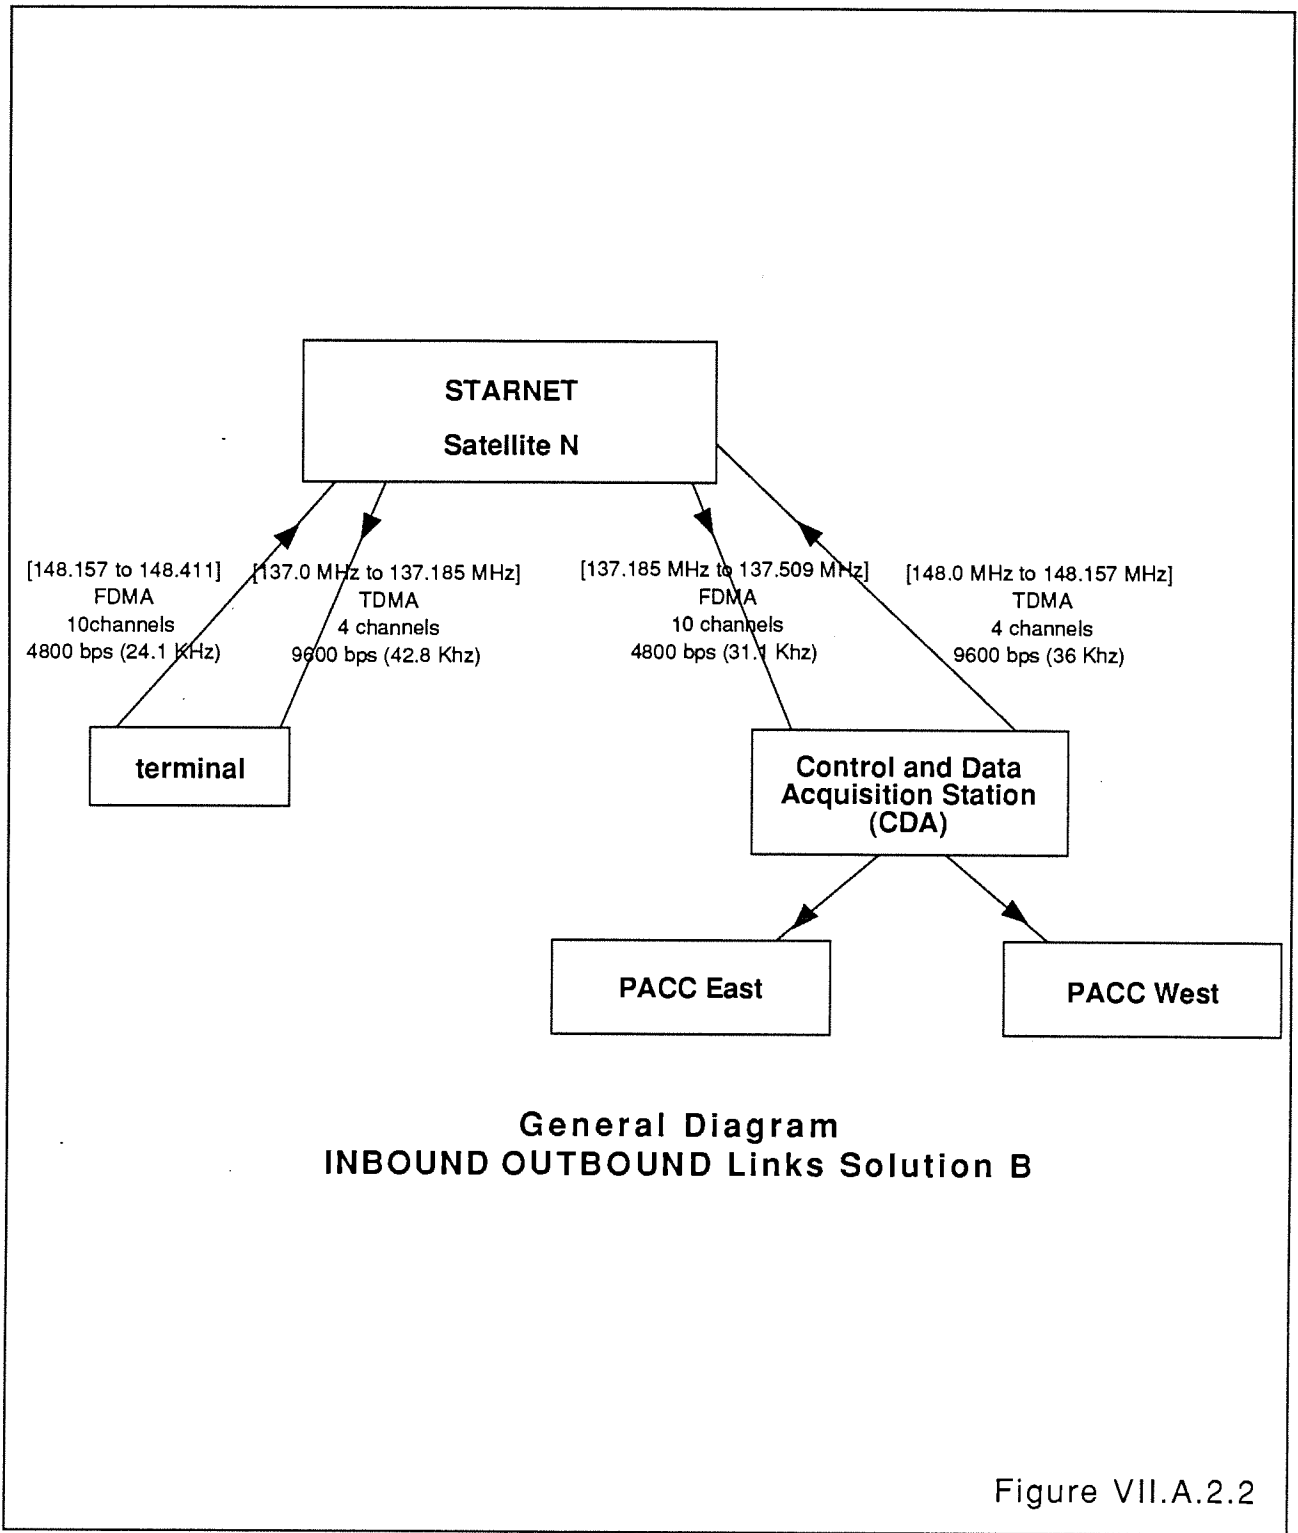 STARNET
Satellite N
[148.157 to 148.411]
FDMA
10channels
4800 bps (24.1 KHz)
[137.0 MHz to 137.185 MHz]
TDMA
4 channels
9600 bps (42.8 Khz)
[137.185 MHz to 137.509 MHz]
FDMA
10 channels
4800 bps (31.1 Khz)
[148.0 MHz to 148.157 MHz]
TDMA
4 channels
9600 bps (36 Khz)
terminal
Control and Data
Acquisition Station
(CDA)
PACC East
PACC West
General Diagram
INBOUND OUTBOUND Links Solution B
Figure VII.A.2.2